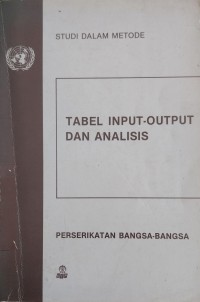 STUDI DALAM METODE
TABEL INPUT-OUTPUT
DAN ANALISIS
PERSERIKATAN BANGSA-BANGSA